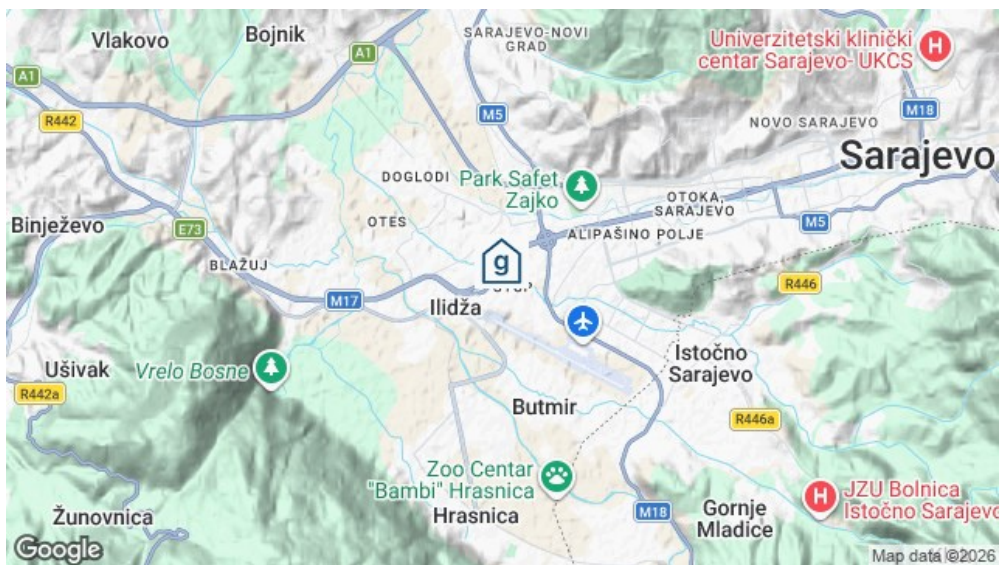 Vlakovo
Bojnik
SARAJEVO-NOVI
GRAD
Univerzitetski klinički
centar Sarajevo- UKCS
H
A1
A1
R442
M5
M18
NOVO SARAJEVO
Sarajevo
DOGLODI
Park Safet
Zajko
OTOKA,
SARAJEVO
Binježevo
E73
OTES
ALIPAŠINO POLJE
M5
BLAŽUJ
g
R446
M17
Ilidža
Ušivak
Vrelo Bosne
Istočno
Sarajevo
R442a
Butmir
R446a
Zoo Centar
"Bambi" Hrasnica
H
JZU Bolnica
Istočno Sarajevo
Žunovnica
Hrasnica
M18
Gornje
Mladice
Google
Map data ©2026